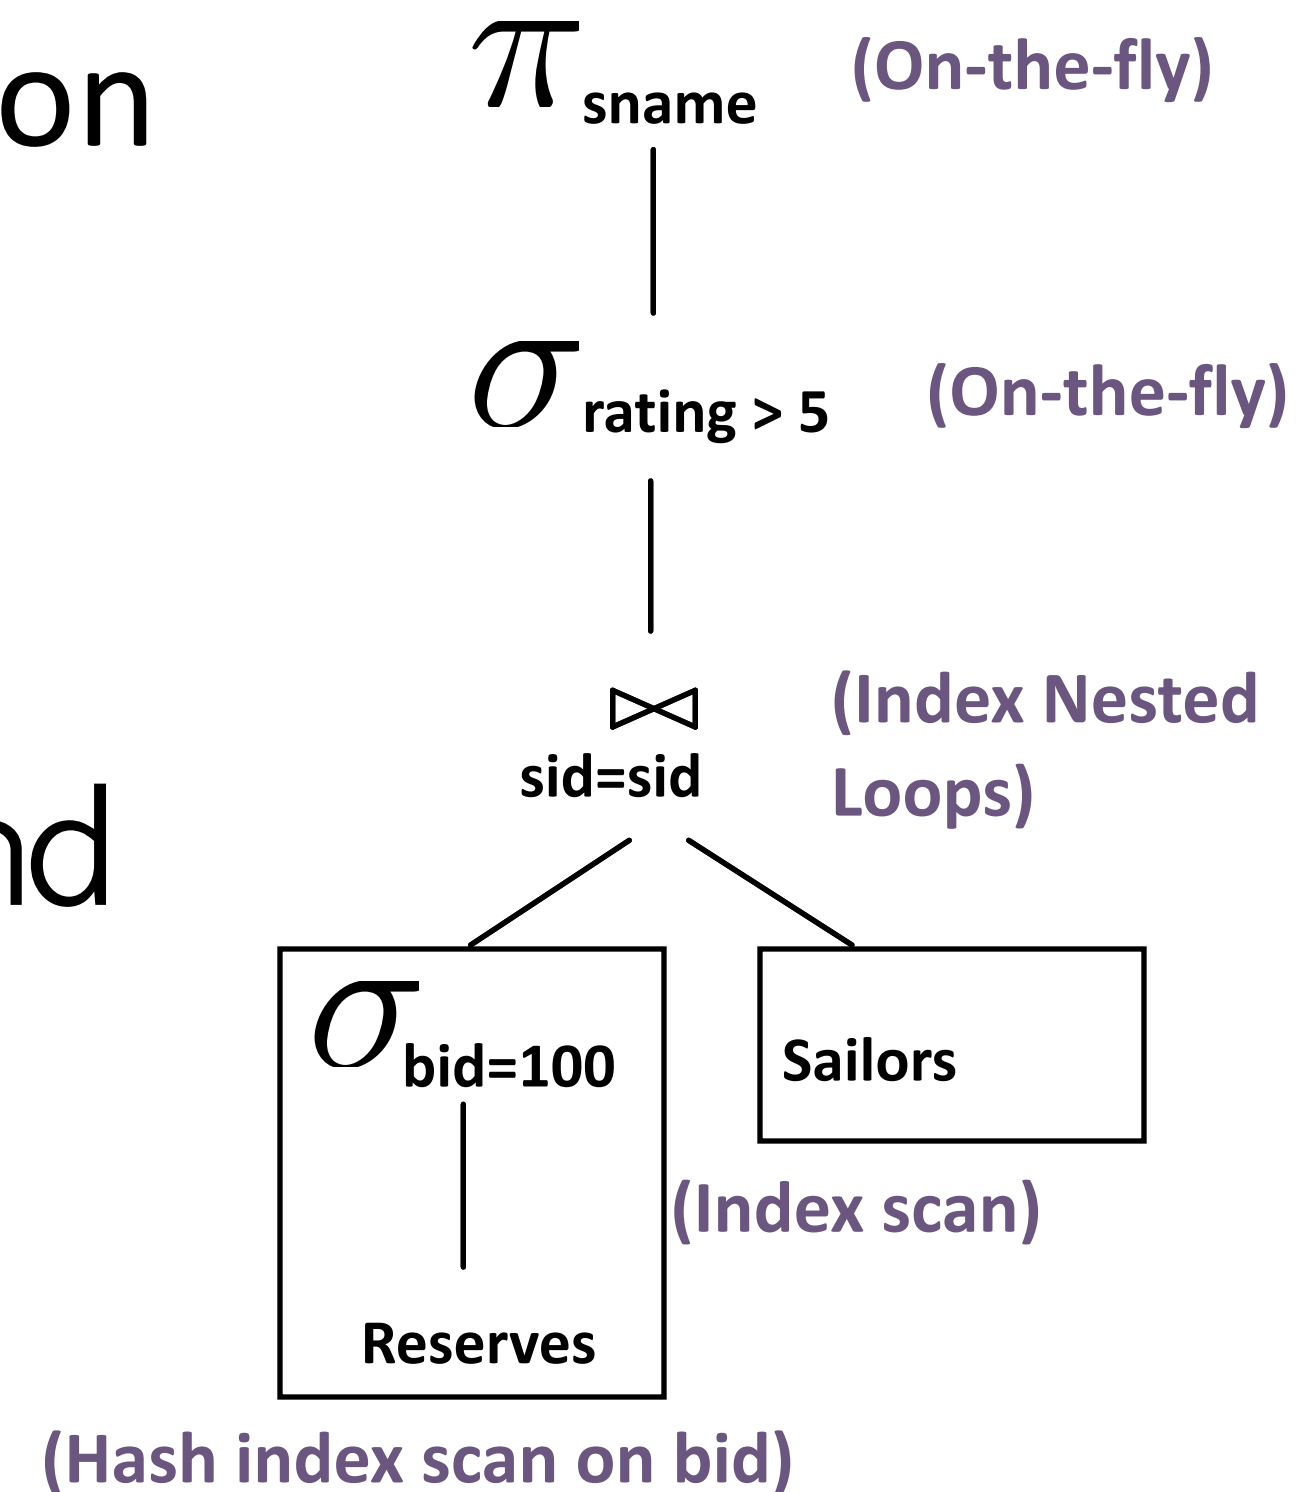 on
π sname (On-the-fly)
σ rating > 5 (On-the-fly)
⋈ (Index Nested
sid=sid Loops)
nd
σ bid=100
Sailors
(Index scan)
Reserves
(Hash index scan on bid)